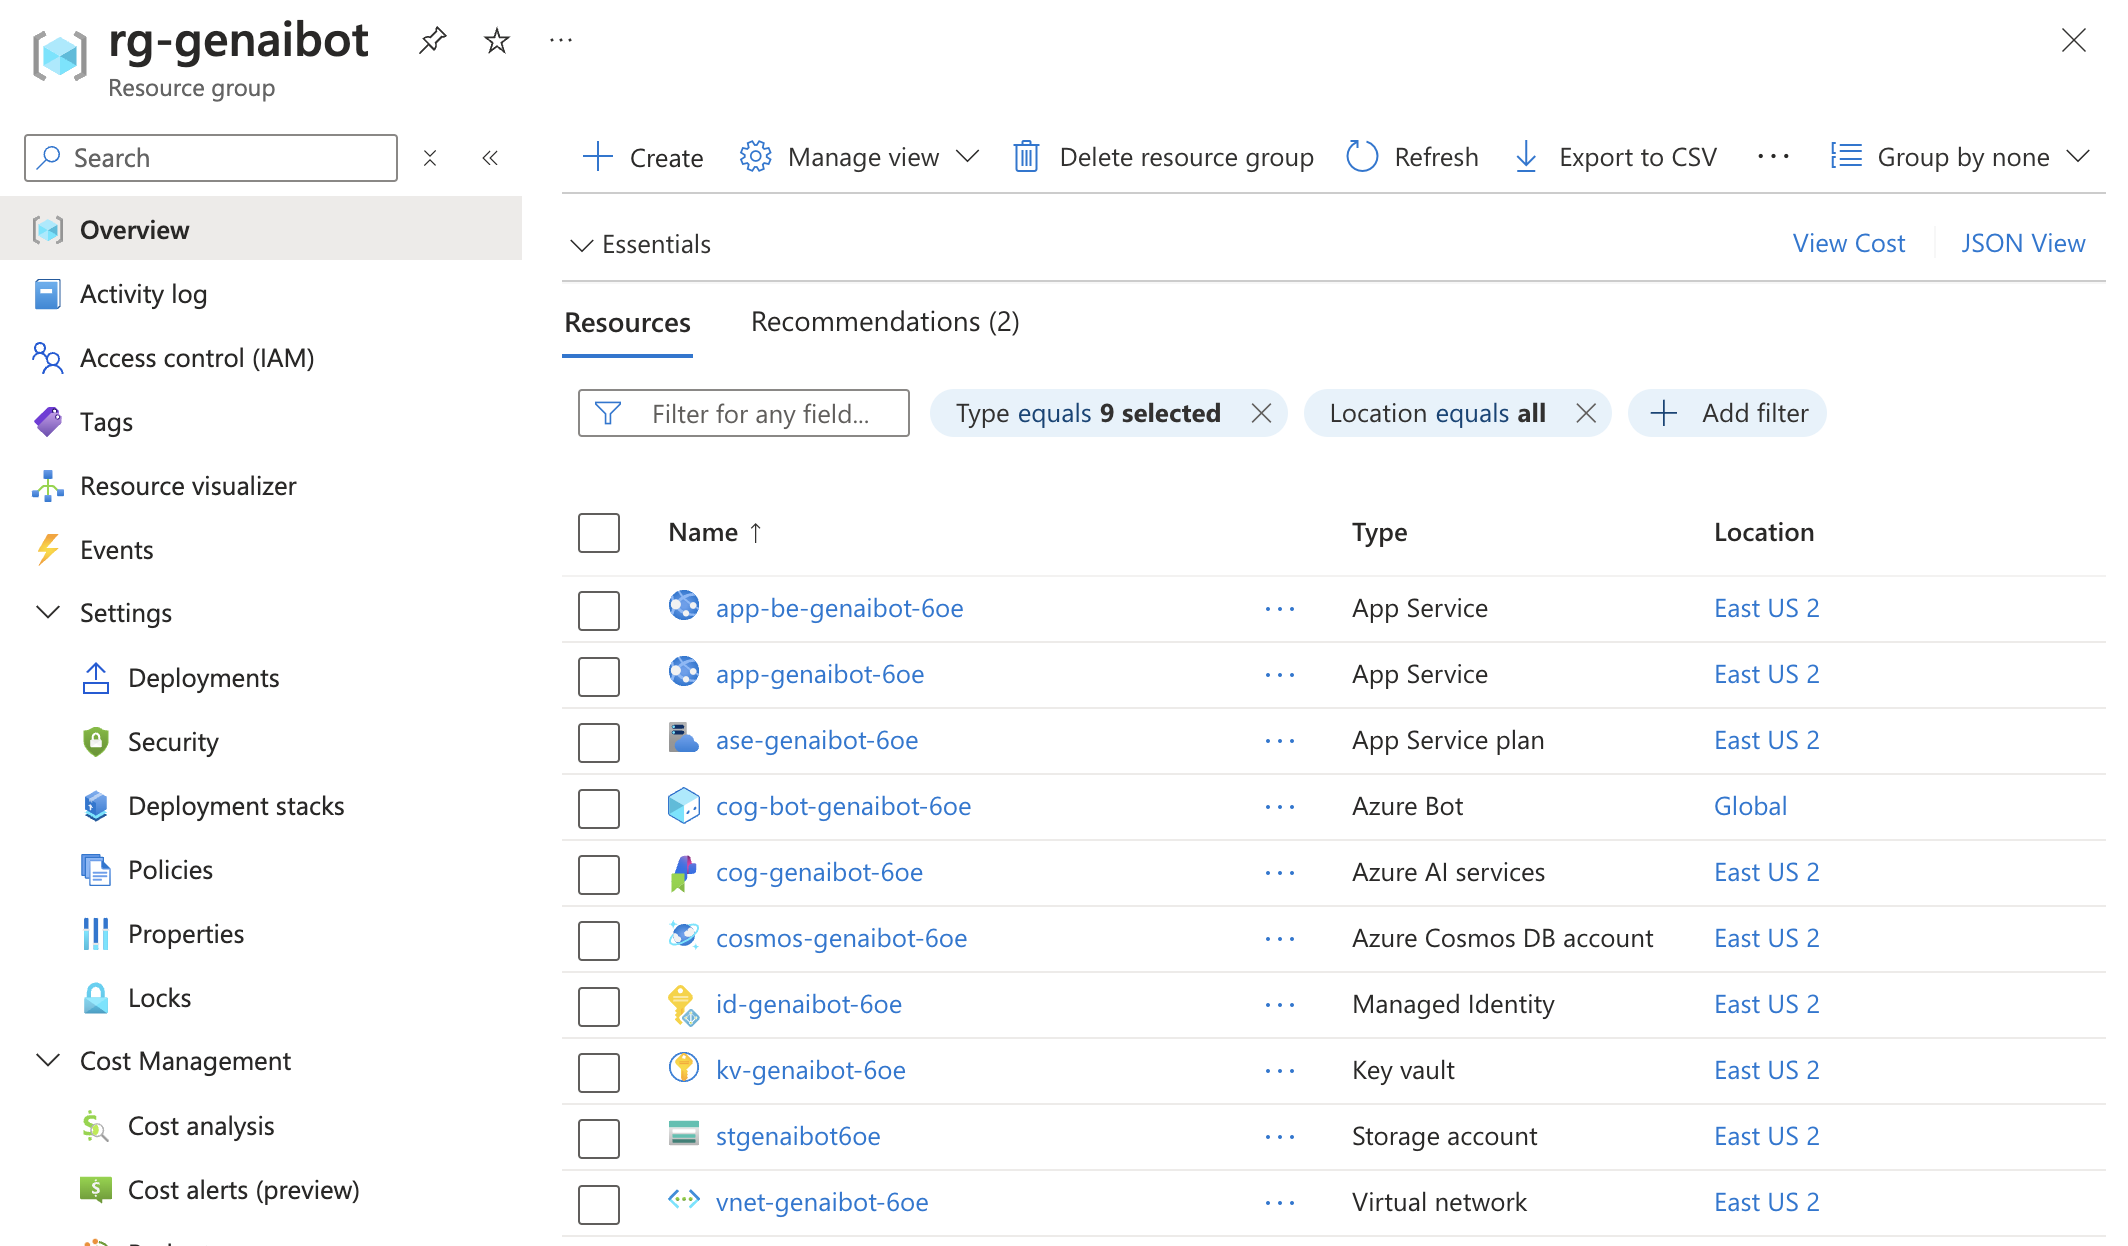 rg-genaibot
Resource group
Search
Overview
Activity log
Access control (IAM)
Tags
Resource visualizer
Events
Settings
Deployments
Security
Deployment stacks
Policies
Properties
Locks
Cost Management
Cost analysis
Cost alerts (preview)
Create Manage view Delete resource group Refresh Export to CSV Group by none
Essentials View Cost JSON View
Resources Recommendations (2)
Filter for any field... Type equals 9 selected Location equals all Add filter
Name ↑ Type Location
app-be-genaibot-6oe App Service East US 2
app-genaibot-6oe App Service East US 2
ase-genaibot-6oe App Service plan East US 2
cog-bot-genaibot-6oe Azure Bot Global
cog-genaibot-6oe Azure AI services East US 2
cosmos-genaibot-6oe Azure Cosmos DB account East US 2
id-genaibot-6oe Managed Identity East US 2
kv-genaibot-6oe Key vault East US 2
stgenaibot6oe Storage account East US 2
vnet-genaibot-6oe Virtual network East US 2